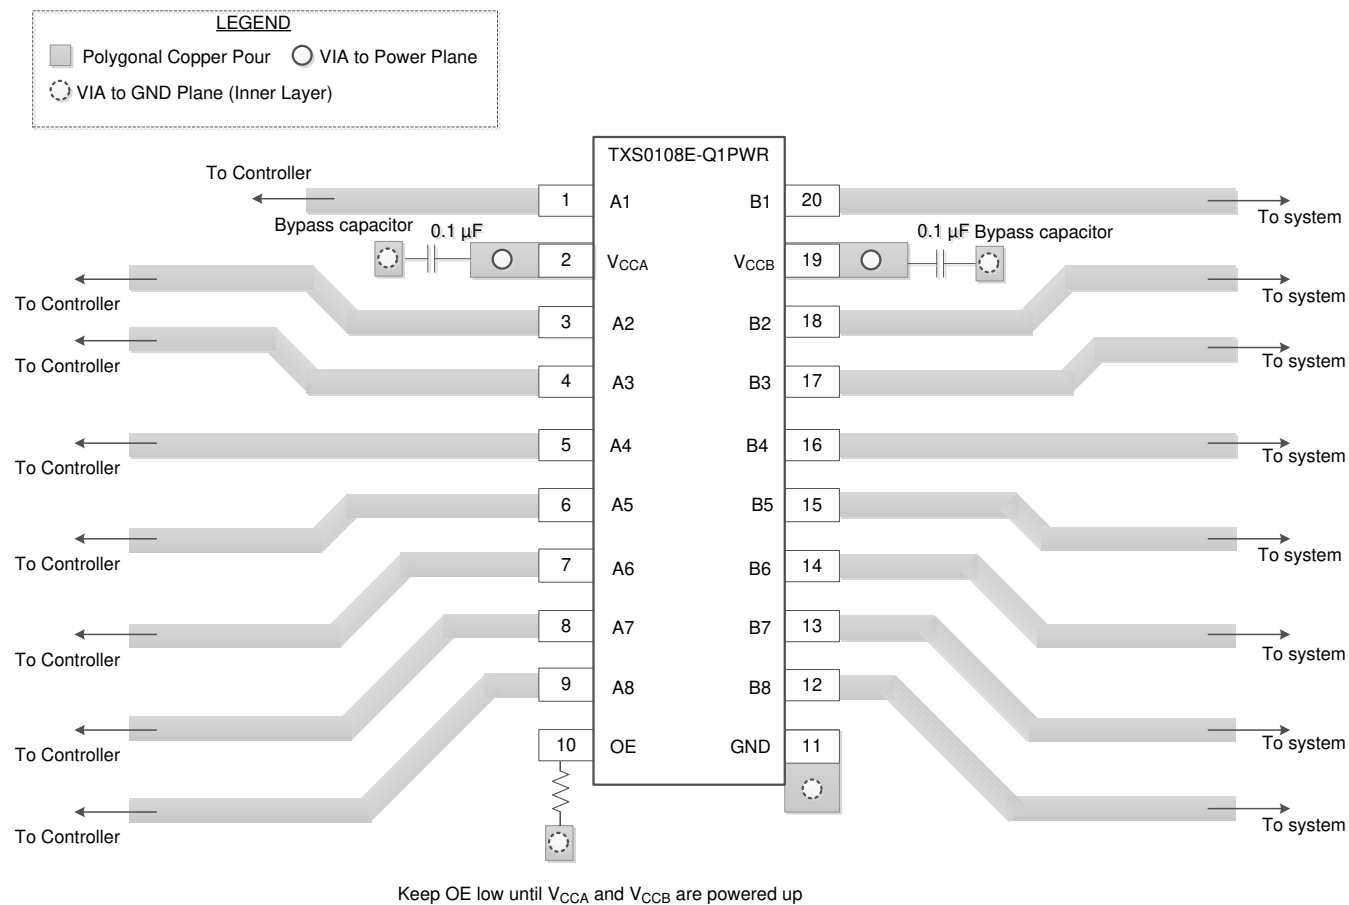 LEGEND
Polygonal Copper Pour
VIA to Power Plane
VIA to GND Plane (Inner Layer)
TXS0108E-Q1PWR
To Controller
1 A1 B1 20
To system
Bypass capacitor
0.1 µF
2 VCCA VCCB 19
0.1 µF Bypass capacitor
To Controller
3 A2 B2 18
To system
To Controller
4 A3 B3 17
To system
5 A4 B4 16
To Controller
To system
6 A5 B5 15
To Controller
To system
7 A6 B6 14
To Controller
To system
8 A7 B7 13
To Controller
To system
9 A8 B8 12
To Controller
To system
10 OE GND 11
Keep OE low until VCCA and VCCB are powered up